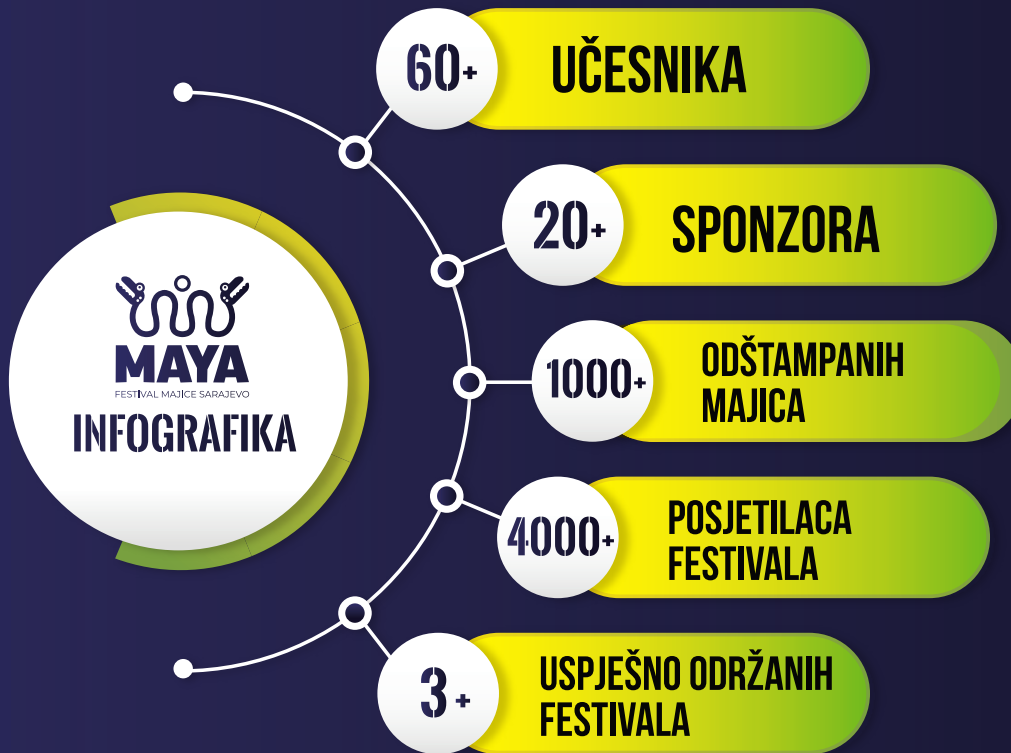 MAYA
FESTIVAL MAJICE SARAJEVO
INFOGRAFIKA
60+
UČESNIKA
20+
SPONZORA
1000+
ODŠTAMPANIH
MAJICA
4000+
POSJETILACA
FESTIVALA
3+
USPJEŠNO ODRŽANIH
FESTIVALA